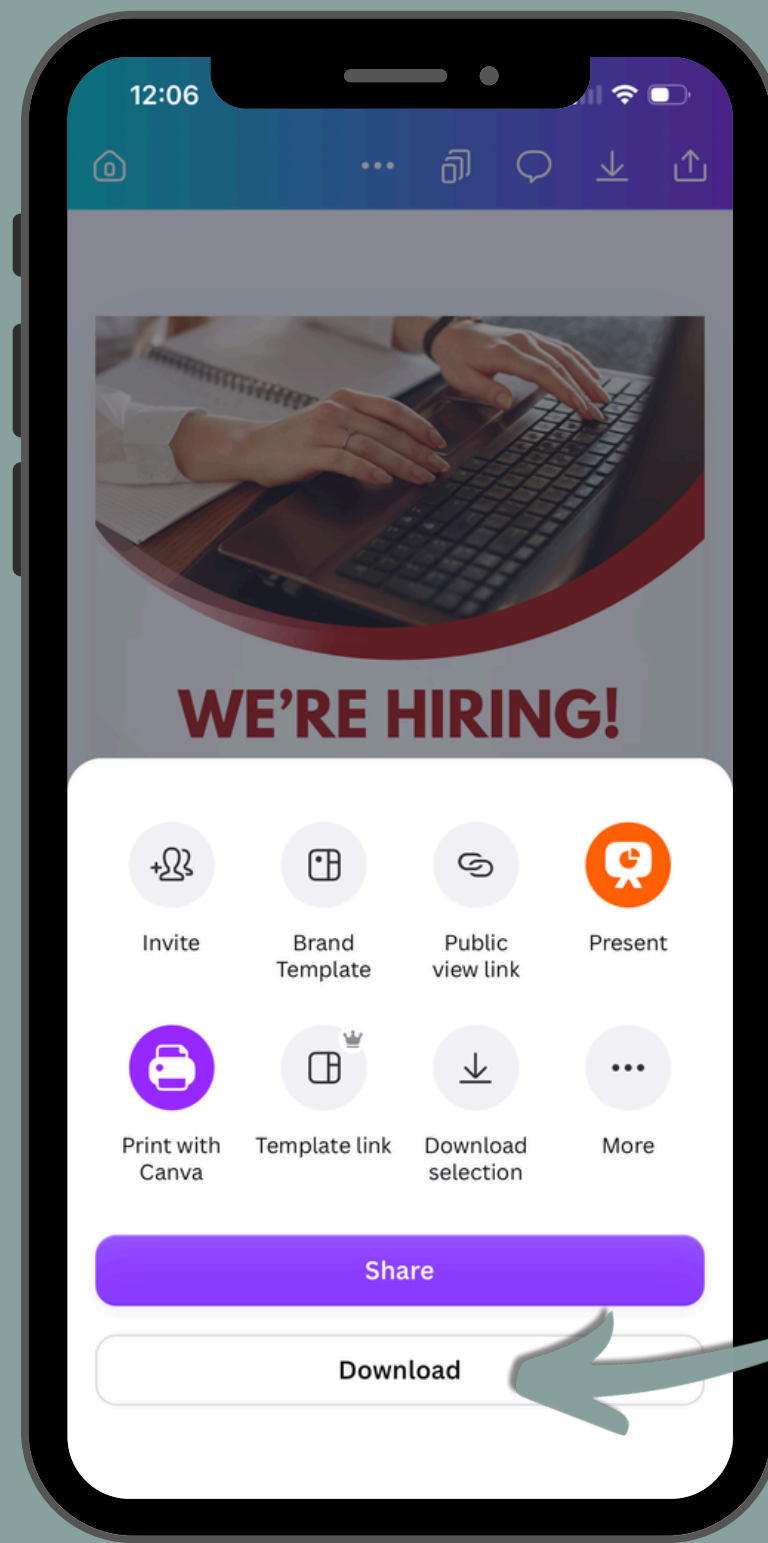 12:06
WE’RE HIRING!
Invite
Brand
Template
Public
view link
Present
Print with
Canva
Template link
Download
selection
More
Share
Download